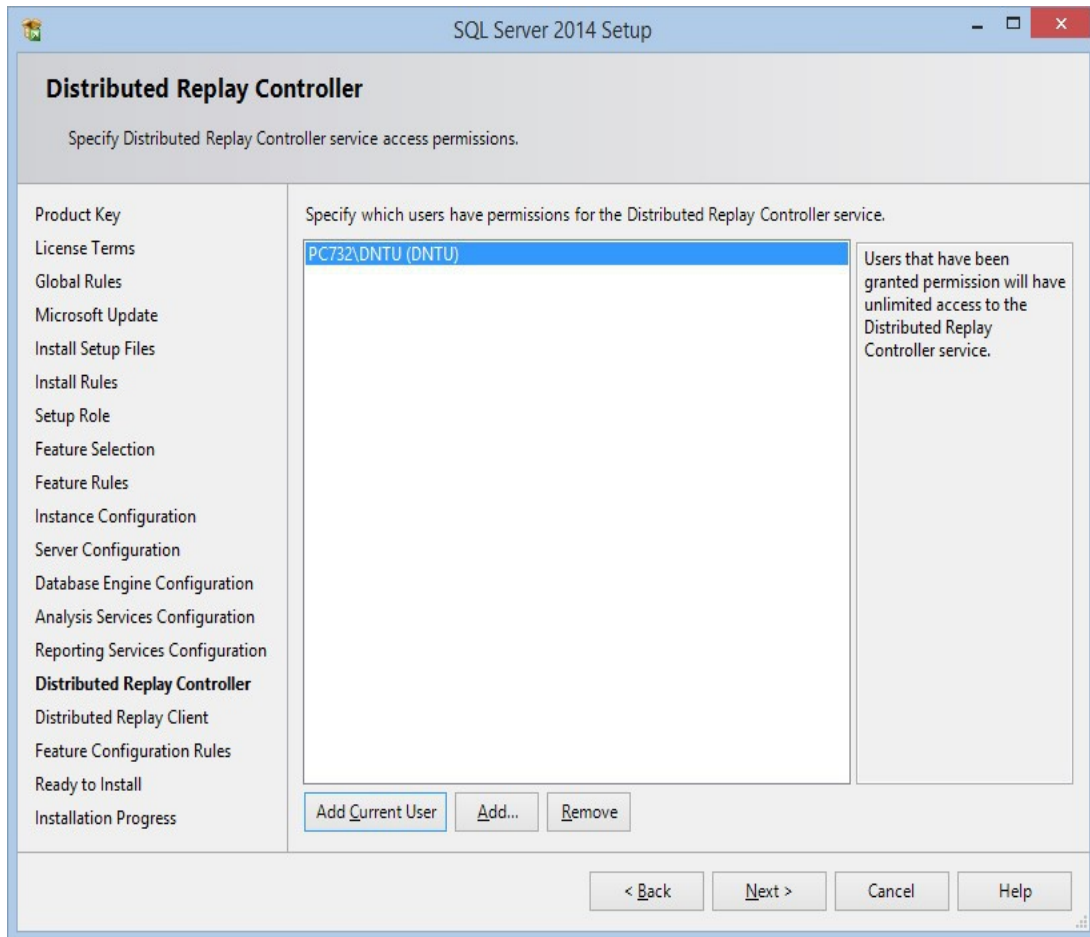 SQL Server 2014 Setup
Distributed Replay Controller
Specify Distributed Replay Controller service access permissions.
Product Key
License Terms
Global Rules
Microsoft Update
Install Setup Files
Install Rules
Setup Role
Feature Selection
Feature Rules
Instance Configuration
Server Configuration
Database Engine Configuration
Analysis Services Configuration
Reporting Services Configuration
Distributed Replay Controller
Distributed Replay Client
Feature Configuration Rules
Ready to Install
Installation Progress
Specify which users have permissions for the Distributed Replay Controller service.
PC732\DNTU (DNTU)
Users that have been
granted permission will have
unlimited access to the
Distributed Replay
Controller service.
Add Current User
Add...
Remove
< Back
Next >
Cancel
Help